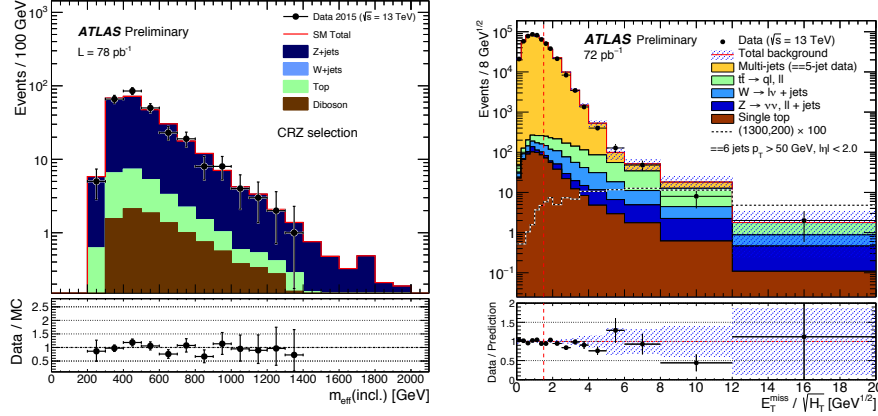 Events / 100 GeV
10³
10²
10
1
ATLAS Preliminary
L = 78 pb⁻¹
Data 2015 (√s = 13 TeV)
SM Total
Z+jets
W+jets
Top
Diboson
CRZ selection
Data / MC
2.5
2
1.5
1
0.5
0 200 400 600 800 1000 1200 1400 1600 1800 2000
m_eff(incl.) [GeV]
Events / 8 GeV^1/2
10⁵
10⁴
10³
10²
10
1
10⁻¹
ATLAS Preliminary
72 pb⁻¹
Data (√s = 13 TeV)
Total background
Multi-jets (==5-jet data)
tt̄ → ql, ll
W → lν + jets
Z → νν, ll + jets
Single top
(1300,200) × 100
==6 jets p_T > 50 GeV, |η| < 2.0
Data / Prediction
2
1.5
1
0.5
0
0 2 4 6 8 10 12 14 16 18 20
E_T^miss / √H_T [GeV^1/2]